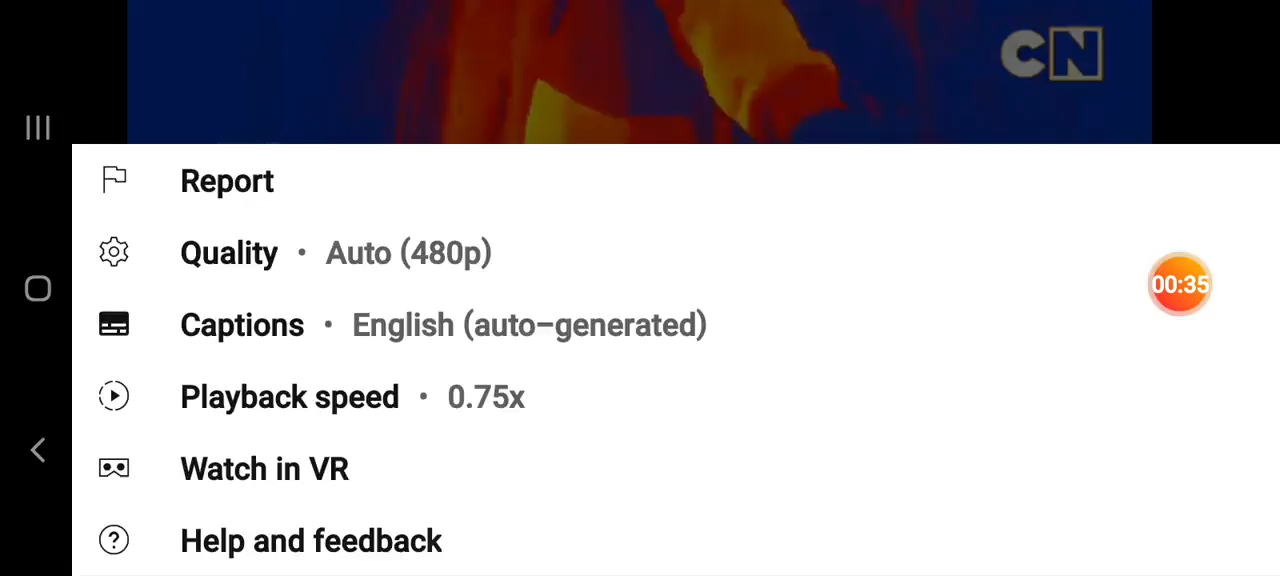 CN
Report
Quality • Auto (480p)
00:35
Captions • English (auto-generated)
Playback speed • 0.75x
Watch in VR
Help and feedback